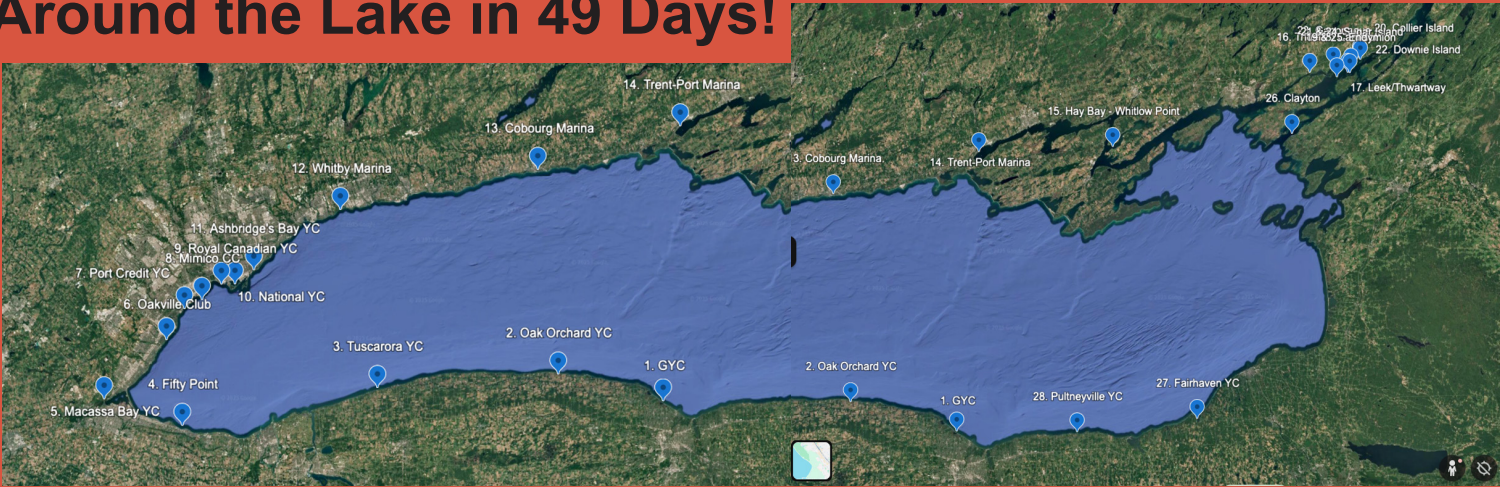 Around the Lake in 49 Days!
14. Trent-Port Marina
13. Cobourg Marina
12. Whitby Marina
11. Ashbridge's Bay YC
9. Royal Canadian YC
8. Mimico CC
7. Port Credit YC
10. National YC
6. Oakville Club
3. Tuscarora YC
2. Oak Orchard YC
1. GYC
4. Fifty Point
5. Macassa Bay YC
20. Collier Island
22. Downie Island
17. Leek/Thwartway
26. Clayton
15. Hay Bay - Whitlow Point
3. Cobourg Marina
14. Trent-Port Marina
2. Oak Orchard YC
1. GYC
28. Pultneyville YC
27. Fairhaven YC